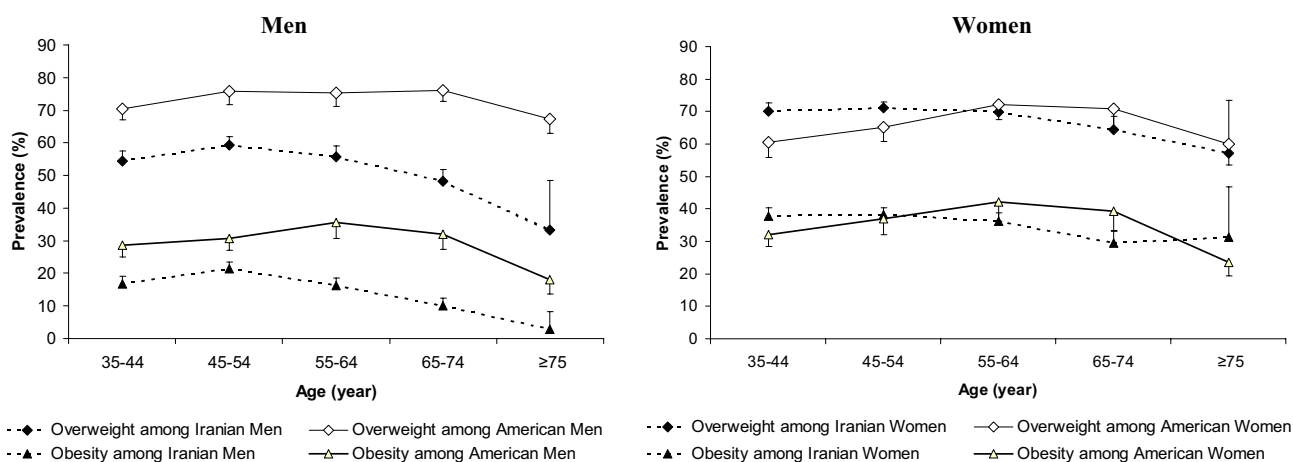 Men
90
80
70
60
50
40
30
20
10
0
Prevalence (%)
35-44 45-54 55-64 65-74 ≥75
Age (year)
Overweight among Iranian Men Overweight among American Men
Obesity among Iranian Men Obesity among American Men
Women
90
80
70
60
50
40
30
20
10
0
Prevalence (%)
35-44 45-54 55-64 65-74 ≥75
Age (year)
Overweight among Iranian Women Overweight among American Women
Obesity among Iranian Women Obesity among American Women